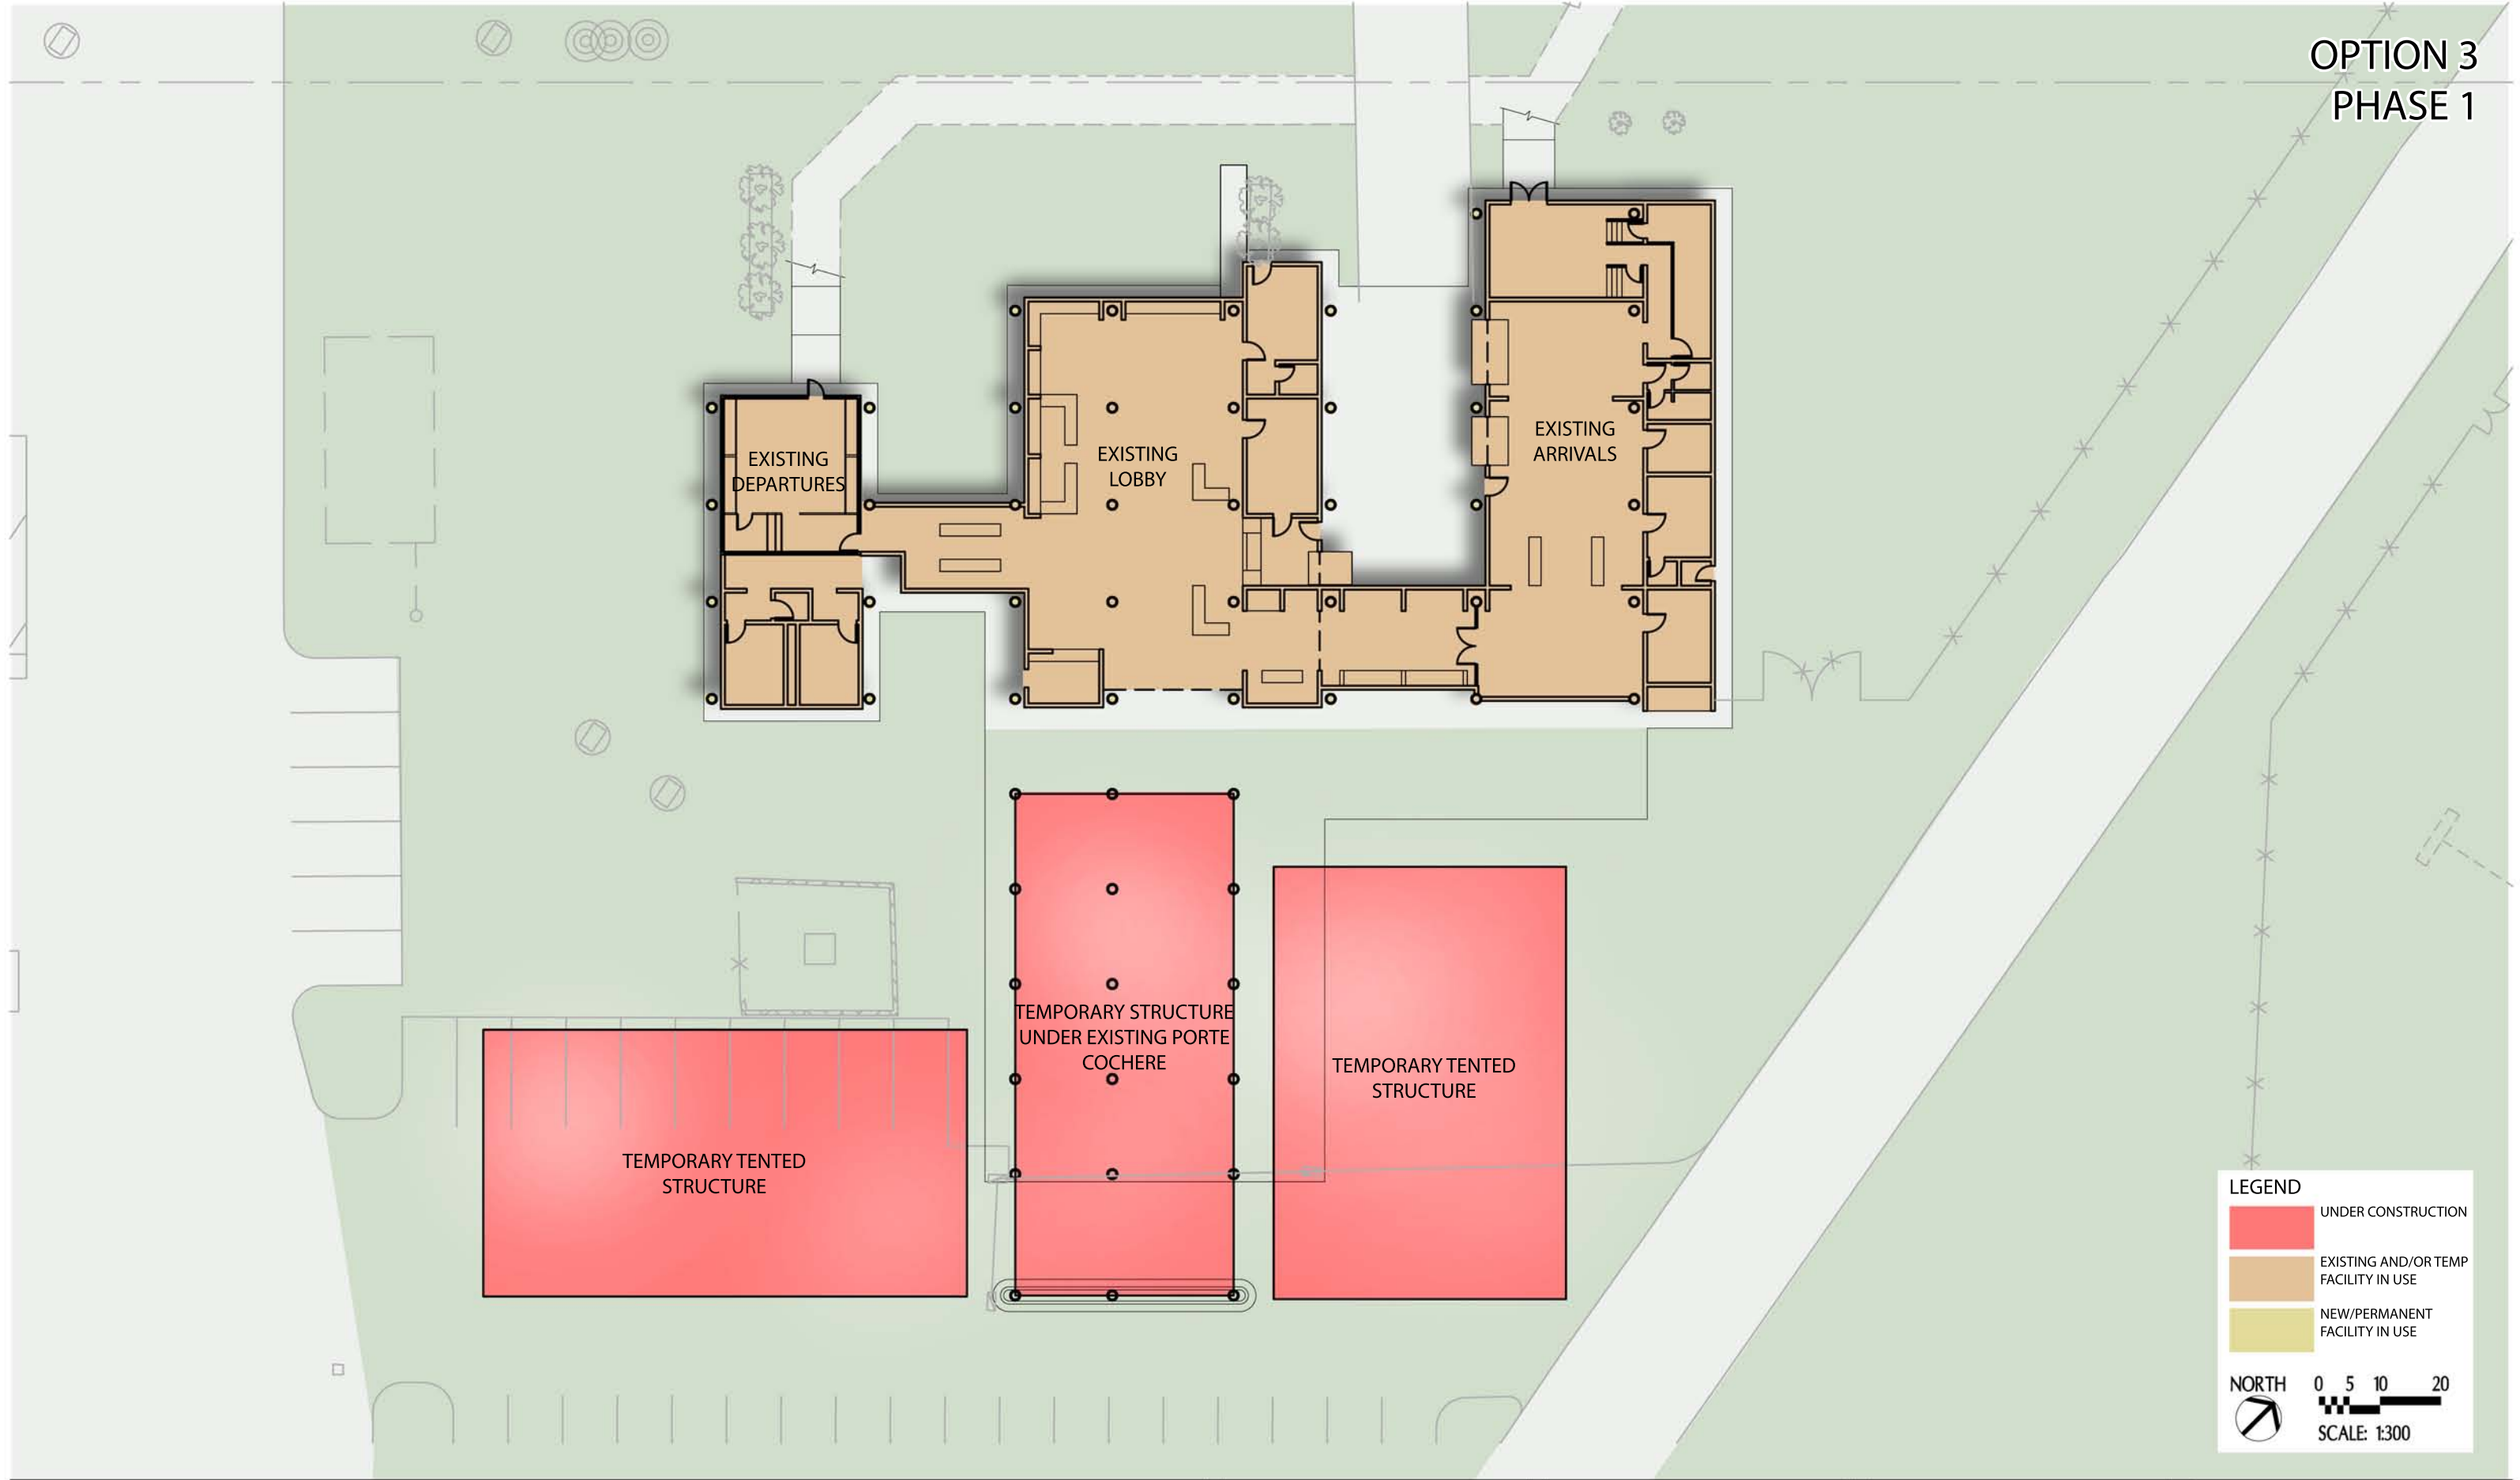 OPTION 3
PHASE 1
EXISTING
DEPARTURES
EXISTING
LOBBY
EXISTING
ARRIVALS
TEMPORARY STRUCTURE
UNDER EXISTING PORTE
COCHERE
TEMPORARY TENTED
STRUCTURE
TEMPORARY TENTED
STRUCTURE
LEGEND
UNDER CONSTRUCTION
EXISTING AND/OR TEMP
FACILITY IN USE
NEW/PERMANENT
FACILITY IN USE
NORTH
0 5 10 20
SCALE: 1:300